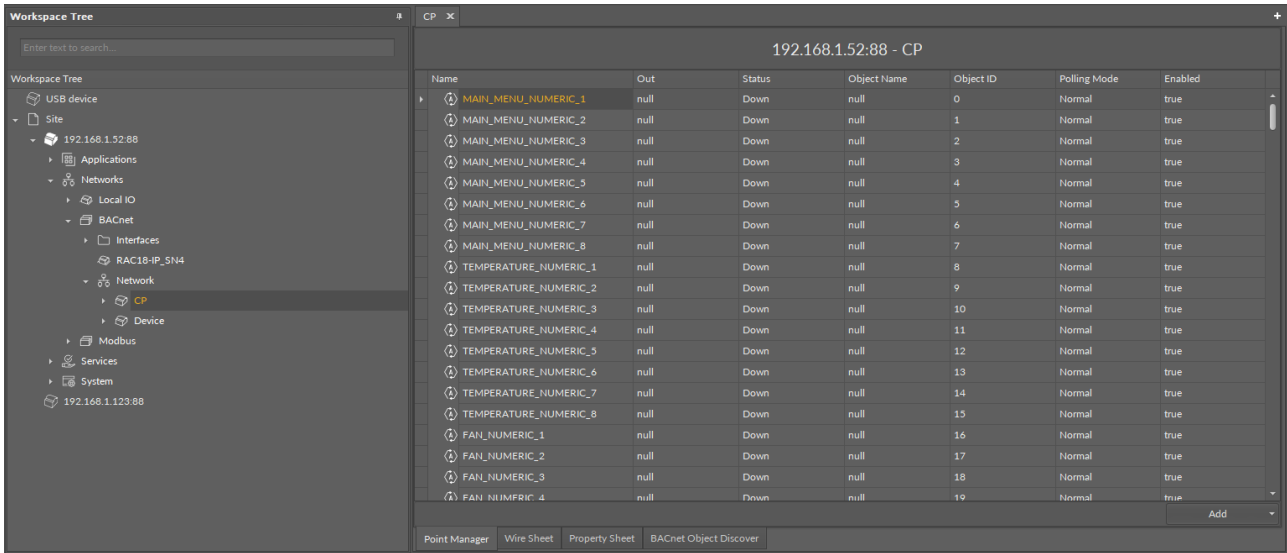 Workspace Tree
Enter text to search...
Workspace Tree
USB device
Site
192.168.1.52:88
Applications
Networks
Local IO
BACnet
Interfaces
RAC18-IP_SN4
Network
CP
Device
Modbus
Services
System
192.168.1.123:88
CP
192.168.1.52:88 - CP
Name Out Status Object Name Object ID Polling Mode Enabled
MAIN_MENU_NUMERIC_1 null Down null 0 Normal true
MAIN_MENU_NUMERIC_2 null Down null 1 Normal true
MAIN_MENU_NUMERIC_3 null Down null 2 Normal true
MAIN_MENU_NUMERIC_4 null Down null 3 Normal true
MAIN_MENU_NUMERIC_5 null Down null 4 Normal true
MAIN_MENU_NUMERIC_6 null Down null 5 Normal true
MAIN_MENU_NUMERIC_7 null Down null 6 Normal true
MAIN_MENU_NUMERIC_8 null Down null 7 Normal true
TEMPERATURE_NUMERIC_1 null Down null 8 Normal true
TEMPERATURE_NUMERIC_2 null Down null 9 Normal true
TEMPERATURE_NUMERIC_3 null Down null 10 Normal true
TEMPERATURE_NUMERIC_4 null Down null 11 Normal true
TEMPERATURE_NUMERIC_5 null Down null 12 Normal true
TEMPERATURE_NUMERIC_6 null Down null 13 Normal true
TEMPERATURE_NUMERIC_7 null Down null 14 Normal true
TEMPERATURE_NUMERIC_8 null Down null 15 Normal true
FAN_NUMERIC_1 null Down null 16 Normal true
FAN_NUMERIC_2 null Down null 17 Normal true
FAN_NUMERIC_3 null Down null 18 Normal true
FAN_NUMERIC_4 null Down null 19 Normal true
Add
Point Manager Wire Sheet Property Sheet BACnet Object Discover